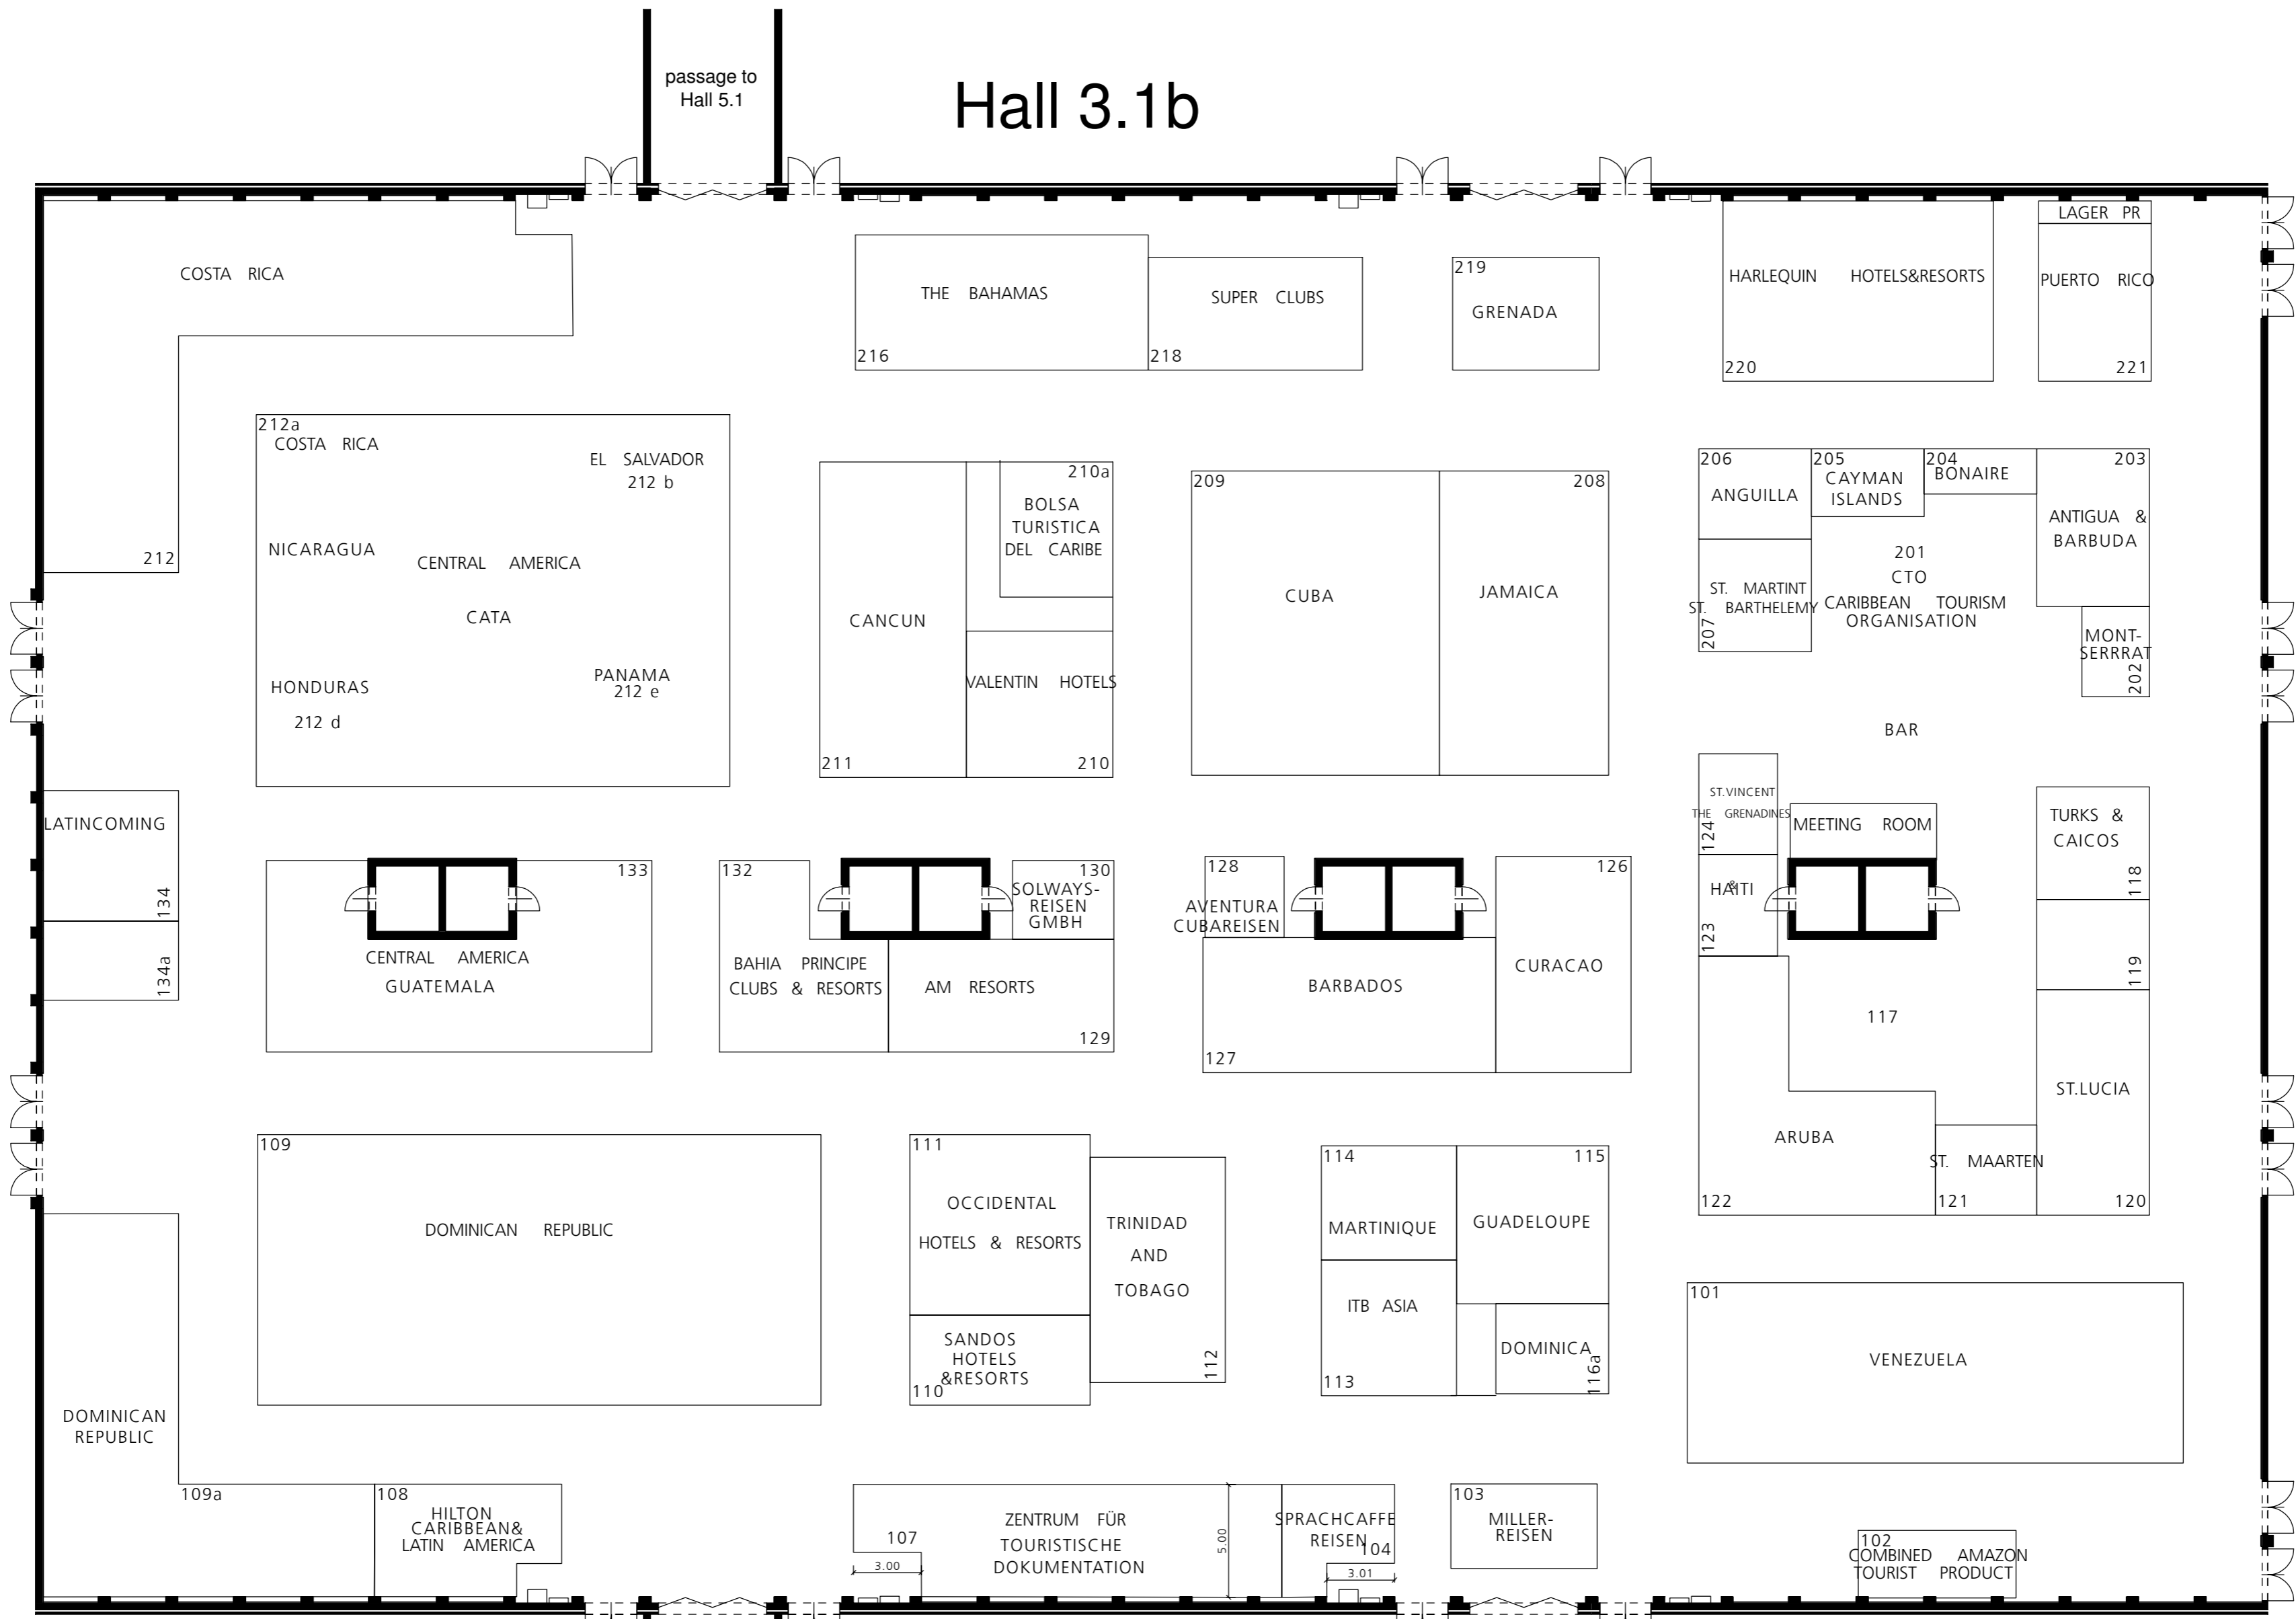 passage to
Hall 5.1
Hall 3.1b
COSTA RICA
212
THE BAHAMAS
216
SUPER CLUBS
218
219
GRENADA
HARLEQUIN HOTELS&RESORTS
220
LAGER PR
PUERTO RICO
221
212a
COSTA RICA
EL SALVADOR
212 b
NICARAGUA
CENTRAL AMERICA
CATA
HONDURAS
212 d
PANAMA
212 e
CANCUN
211
210a
BOLSA
TURISTICA
DEL CARIBE
VALENTIN HOTELS
210
209
CUBA
208
JAMAICA
206
ANGUILLA
205
CAYMAN
ISLANDS
204
BONAIRE
203
ANTIGUA &
BARBUDA
ST. MARTINT
ST. BARTHELEMY
207
201
CTO
CARIBBEAN TOURISM
ORGANISATION
MONT-
SERRRAT
202
BAR
LATINCOMING
134
134a
133
CENTRAL AMERICA
GUATEMALA
132
BAHIA PRINCIPE
CLUBS & RESORTS
130
SOLWAYS-
REISEN
GMBH
AM RESORTS
129
128
AVENTURA
CUBAREISEN
BARBADOS
127
126
CURACAO
ST.VINCENT
&
THE GRENADINES
124
MEETING ROOM
HAITI
123
TURKS &
CAICOS
118
119
117
ST.LUCIA
120
ARUBA
122
ST. MAARTEN
121
109
DOMINICAN REPUBLIC
111
OCCIDENTAL
HOTELS & RESORTS
TRINIDAD
AND
TOBAGO
112
SANDOS
HOTELS
&RESORTS
110
114
MARTINIQUE
115
GUADELOUPE
ITB ASIA
113
DOMINICA
116a
101
VENEZUELA
DOMINICAN
REPUBLIC
109a
108
HILTON
CARIBBEAN&
LATIN AMERICA
107
3.00
ZENTRUM FÜR
TOURISTISCHE
DOKUMENTATION
5.00
SPRACHCAFFE
REISEN
104
3.01
103
MILLER-
REISEN
102
COMBINED AMAZON
TOURIST PRODUCT